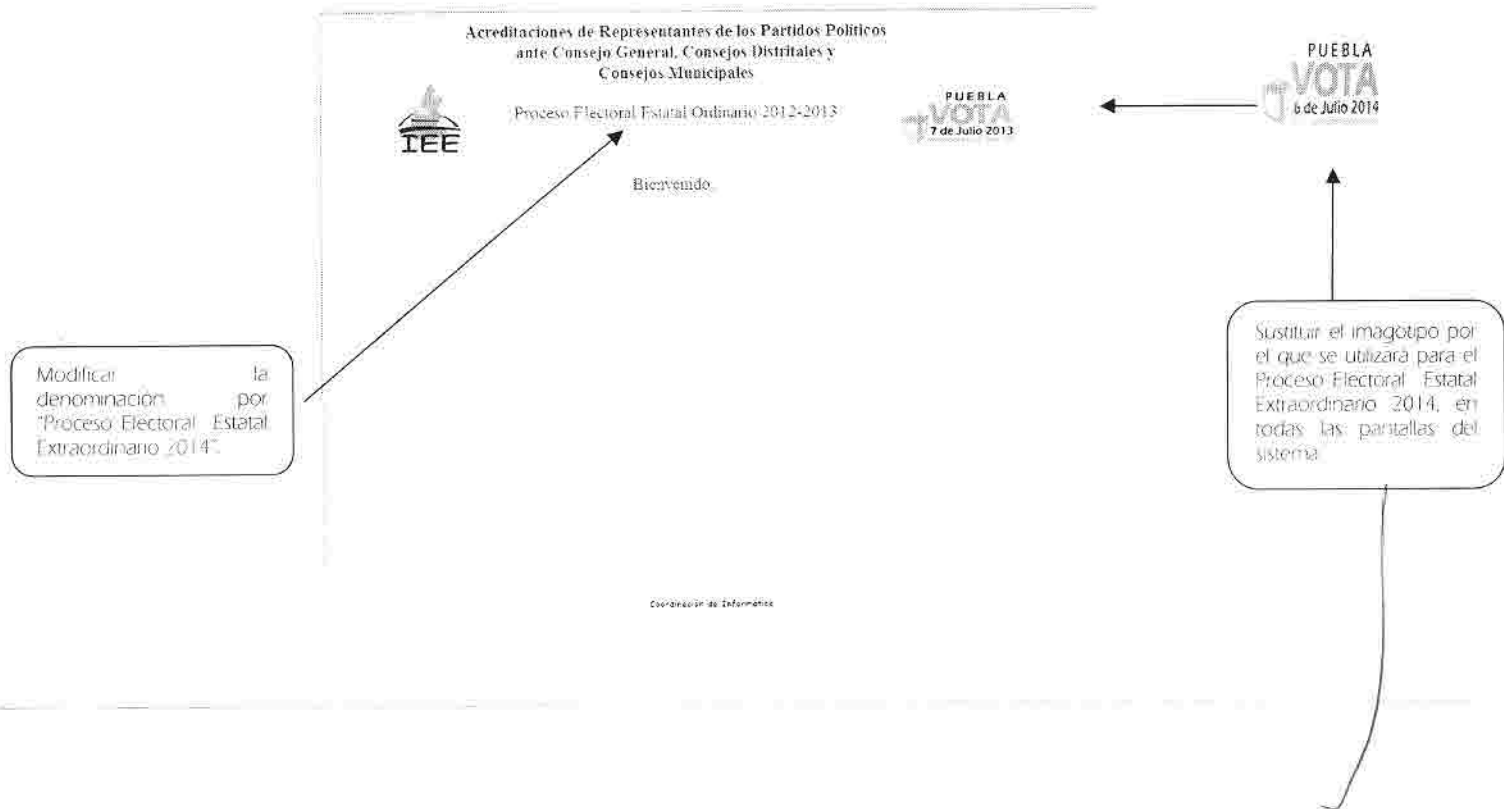 Acreditaciones de Representantes de los Partidos Políticos
ante Consejo General, Consejos Distritales y
Consejos Municipales
Proceso Electoral Estatal Ordinario 2012-2013
IEE
PUEBLA
VOTA
7 de Julio 2013
PUEBLA
VOTA
6 de Julio 2014
Bienvenido
Modificar la
denominación por
"Proceso Electoral Estatal
Extraordinario 2014".
Sustituir el imagotipo por
el que se utilizará para el
Proceso Electoral Estatal
Extraordinario 2014, en
todas las pantallas del
sistema
Coordinación de Informática